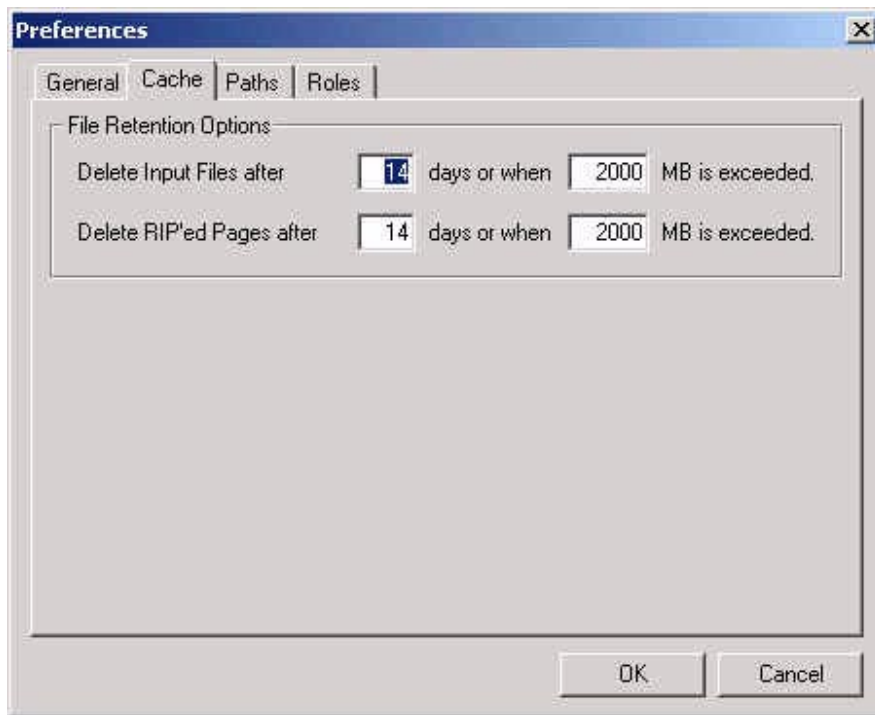 Preferences
General Cache Paths Roles
File Retention Options
Delete Input Files after 14 days or when 2000 MB is exceeded.
Delete RIP'ed Pages after 14 days or when 2000 MB is exceeded.
OK Cancel